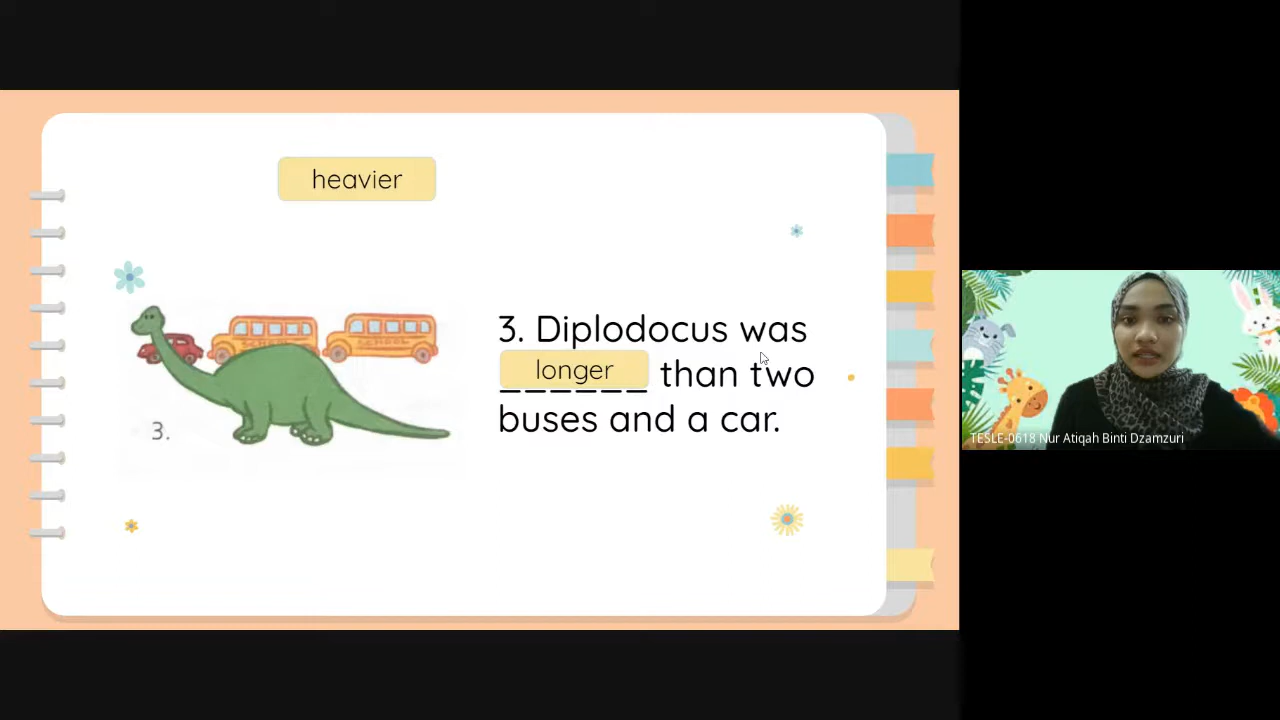 heavier
3. Diplodocus was
longer than two
buses and a car.
SCHOOL
SCHOOL
3.
TESLE-0618 Nur Atiqah Binti Dzamzuri